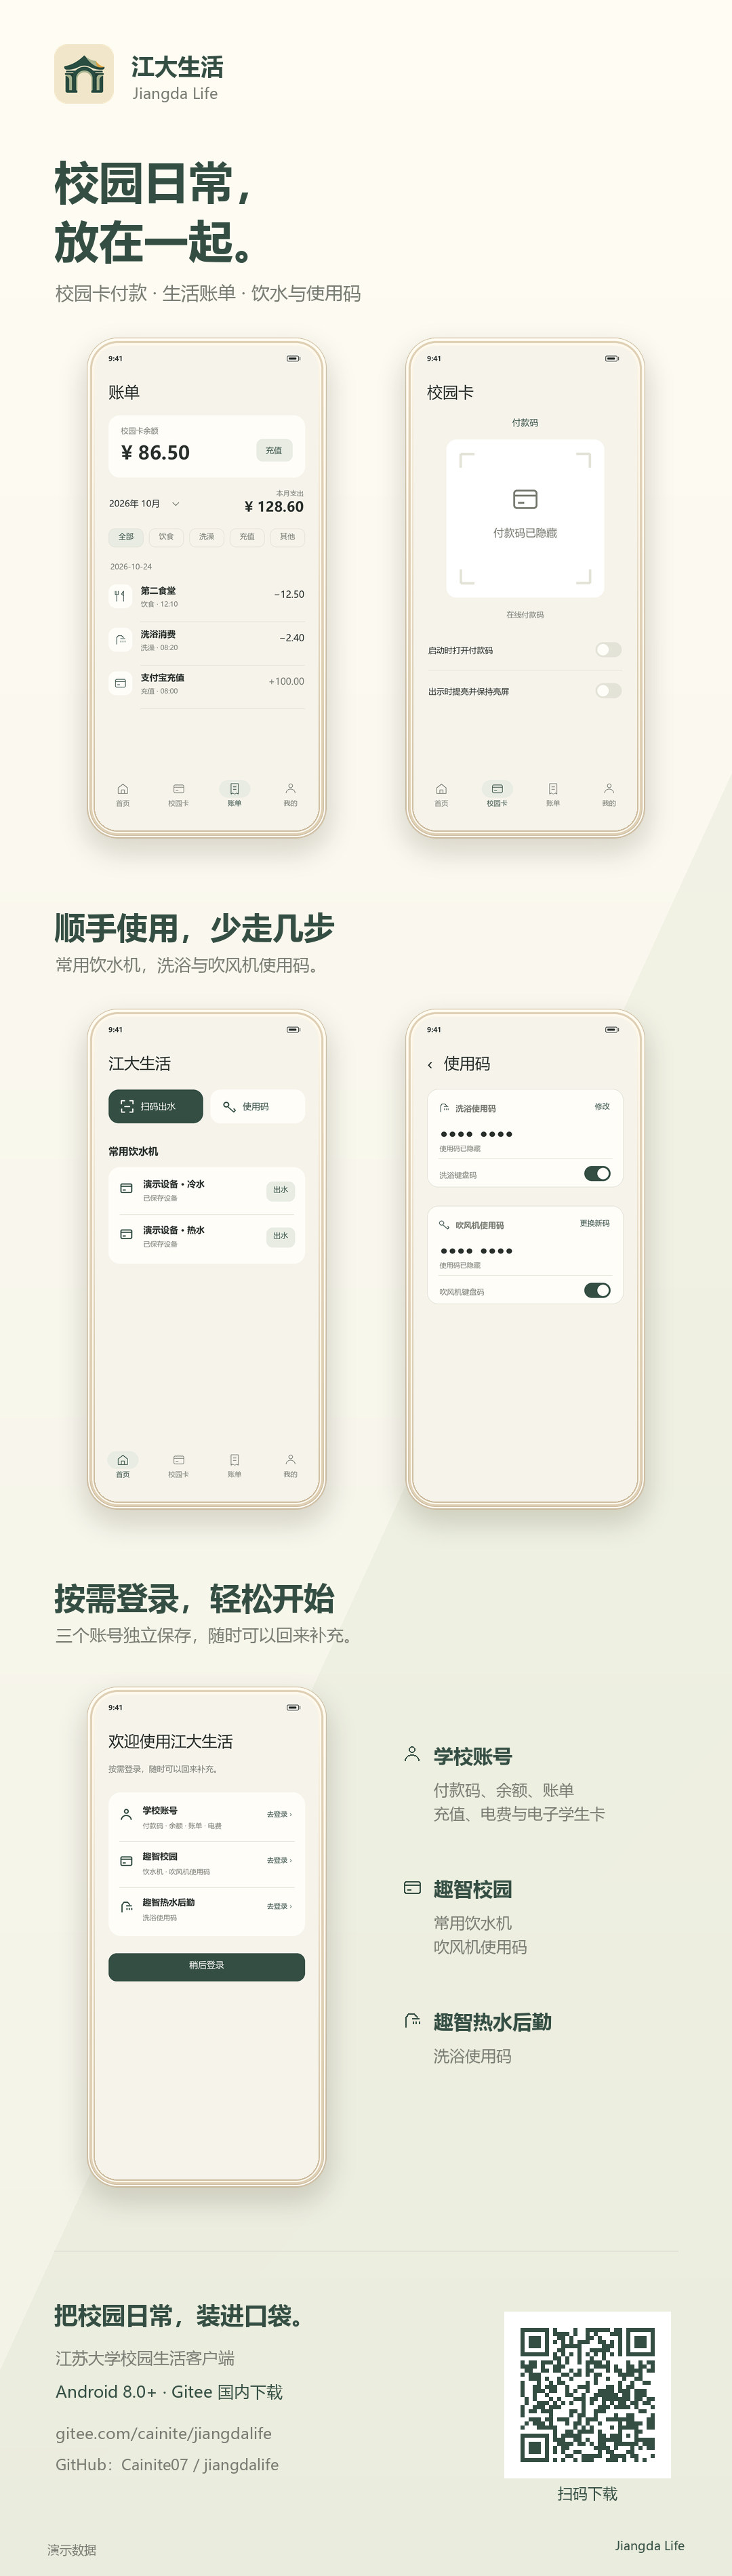 江大生活
Jiangda Life
校园日常，
放在一起。
校园卡付款 · 生活账单 · 饮水与使用码
9:41
账单
校园卡余额
¥ 86.50
充值
2026年 10月
本月支出
¥ 128.60
全部
饮食
洗澡
充值
其他
2026-10-24
第二食堂
饮食 · 12:10
−12.50
洗浴消费
洗澡 · 08:20
−2.40
支付宝充值
充值 · 08:00
+100.00
首页
校园卡
账单
我的
9:41
校园卡
付款码
付款码已隐藏
在线付款码
启动时打开付款码
出示时提亮并保持亮屏
首页
校园卡
账单
我的
顺手使用，少走几步
常用饮水机，洗浴与吹风机使用码。
9:41
江大生活
扫码出水
使用码
常用饮水机
演示设备 · 冷水
已保存设备
出水
演示设备 · 热水
已保存设备
出水
首页
校园卡
账单
我的
9:41
‹ 使用码
洗浴使用码
修改
●●●● ●●●●
使用码已隐藏
洗浴键盘码
吹风机使用码
更换新码
●●●● ●●●●
使用码已隐藏
吹风机键盘码
按需登录，轻松开始
三个账号独立保存，随时可以回来补充。
9:41
欢迎使用江大生活
按需登录，随时可以回来补充。
学校账号
付款码 · 余额 · 账单 · 电费
去登录 ›
趣智校园
饮水机 · 吹风机使用码
去登录 ›
趣智热水后勤
洗浴使用码
去登录 ›
稍后登录
学校账号
付款码、余额、账单
充值、电费与电子学生卡
趣智校园
常用饮水机
吹风机使用码
趣智热水后勤
洗浴使用码
把校园日常，装进口袋。
江苏大学校园生活客户端
Android 8.0+ · Gitee 国内下载
gitee.com/cainite/jiangdalife
GitHub：Cainite07 / jiangdalife
扫码下载
演示数据
Jiangda Life